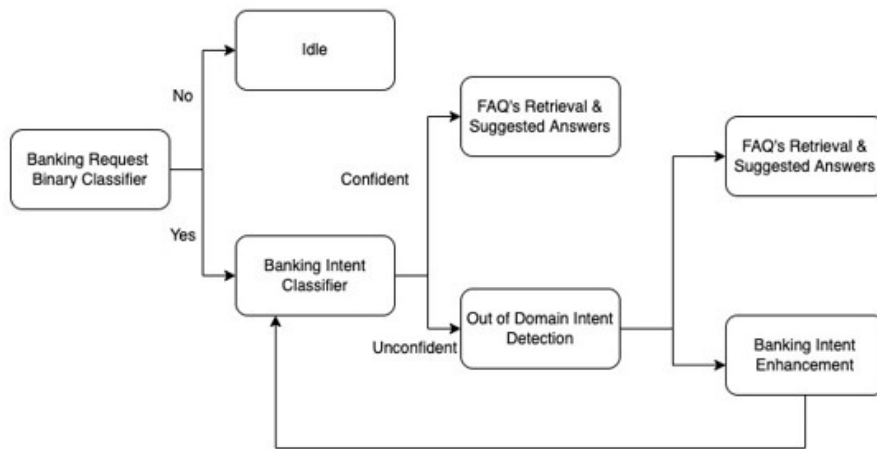 Idle
No
FAQ's Retrieval &
Suggested Answers
FAQ's Retrieval &
Suggested Answers
Banking Request
Binary Classifier
Confident
Yes
Banking Intent
Classifier
Out of Domain Intent
Detection
Unconfident
Banking Intent
Enhancement